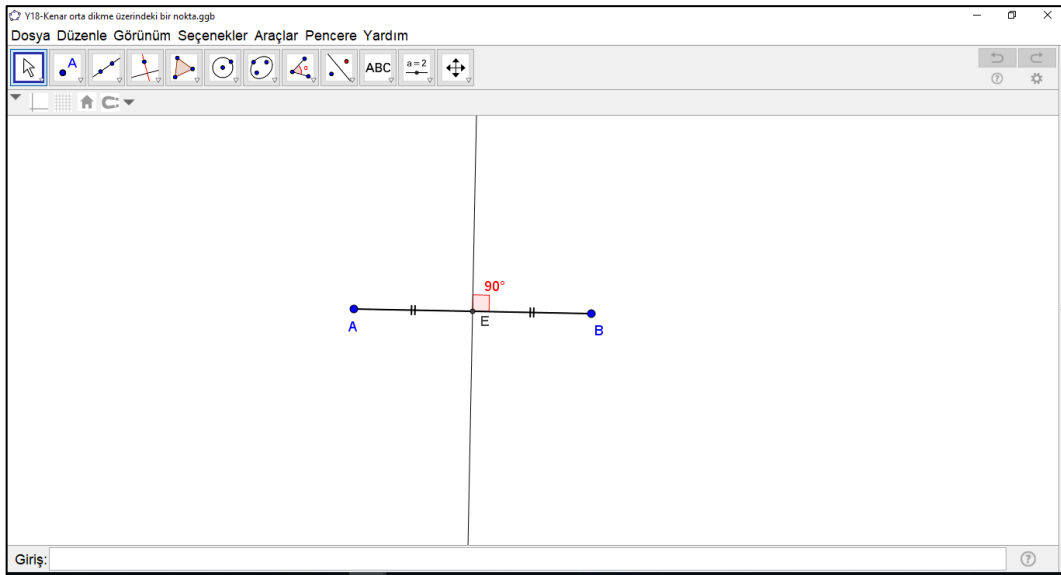 Y18-Kenar orta dikme üzerindeki bir nokta.ggb
Dosya Düzenle Görünüm Seçenekler Araçlar Pencere Yardım
A ABC a=2
90°
A E B
Giriş: